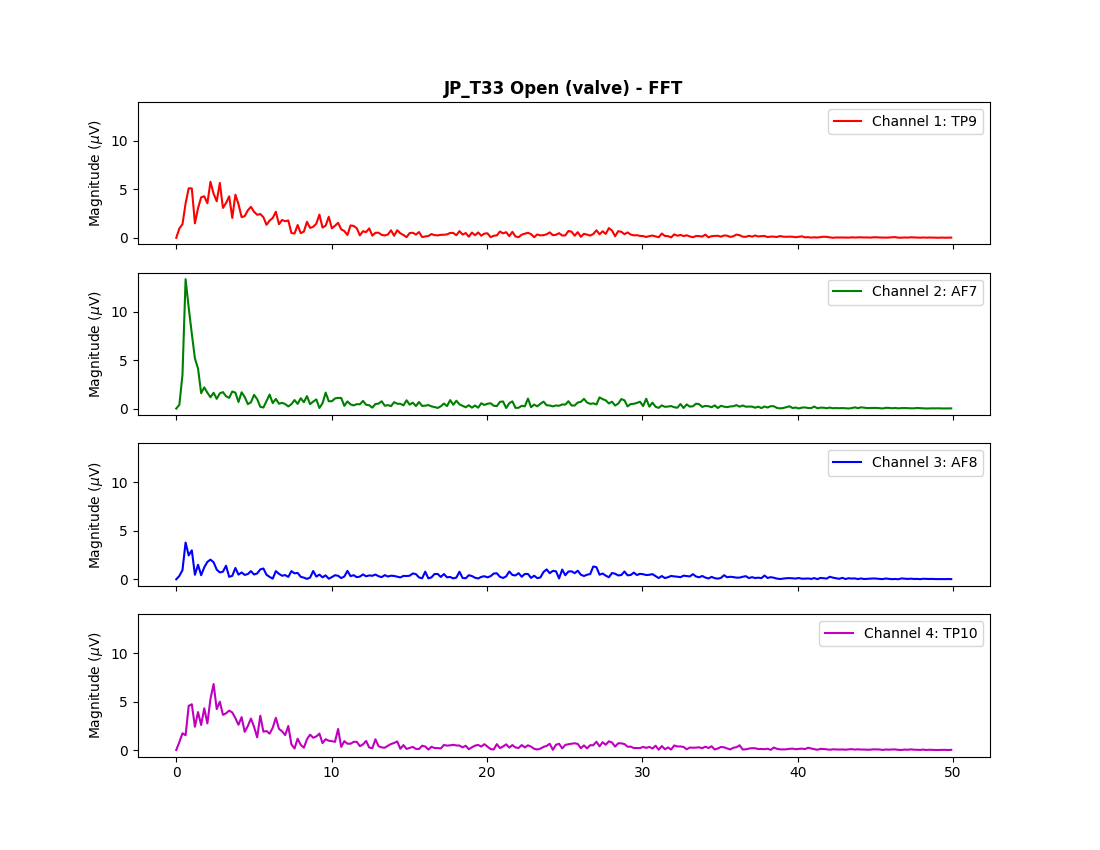 JP_T33 Open (valve) - FFT
Magnitude (μV)
10
5
0
Channel 1: TP9
Magnitude (μV)
10
5
0
Channel 2: AF7
Magnitude (μV)
10
5
0
Channel 3: AF8
Magnitude (μV)
10
5
0
Channel 4: TP10
0 10 20 30 40 50